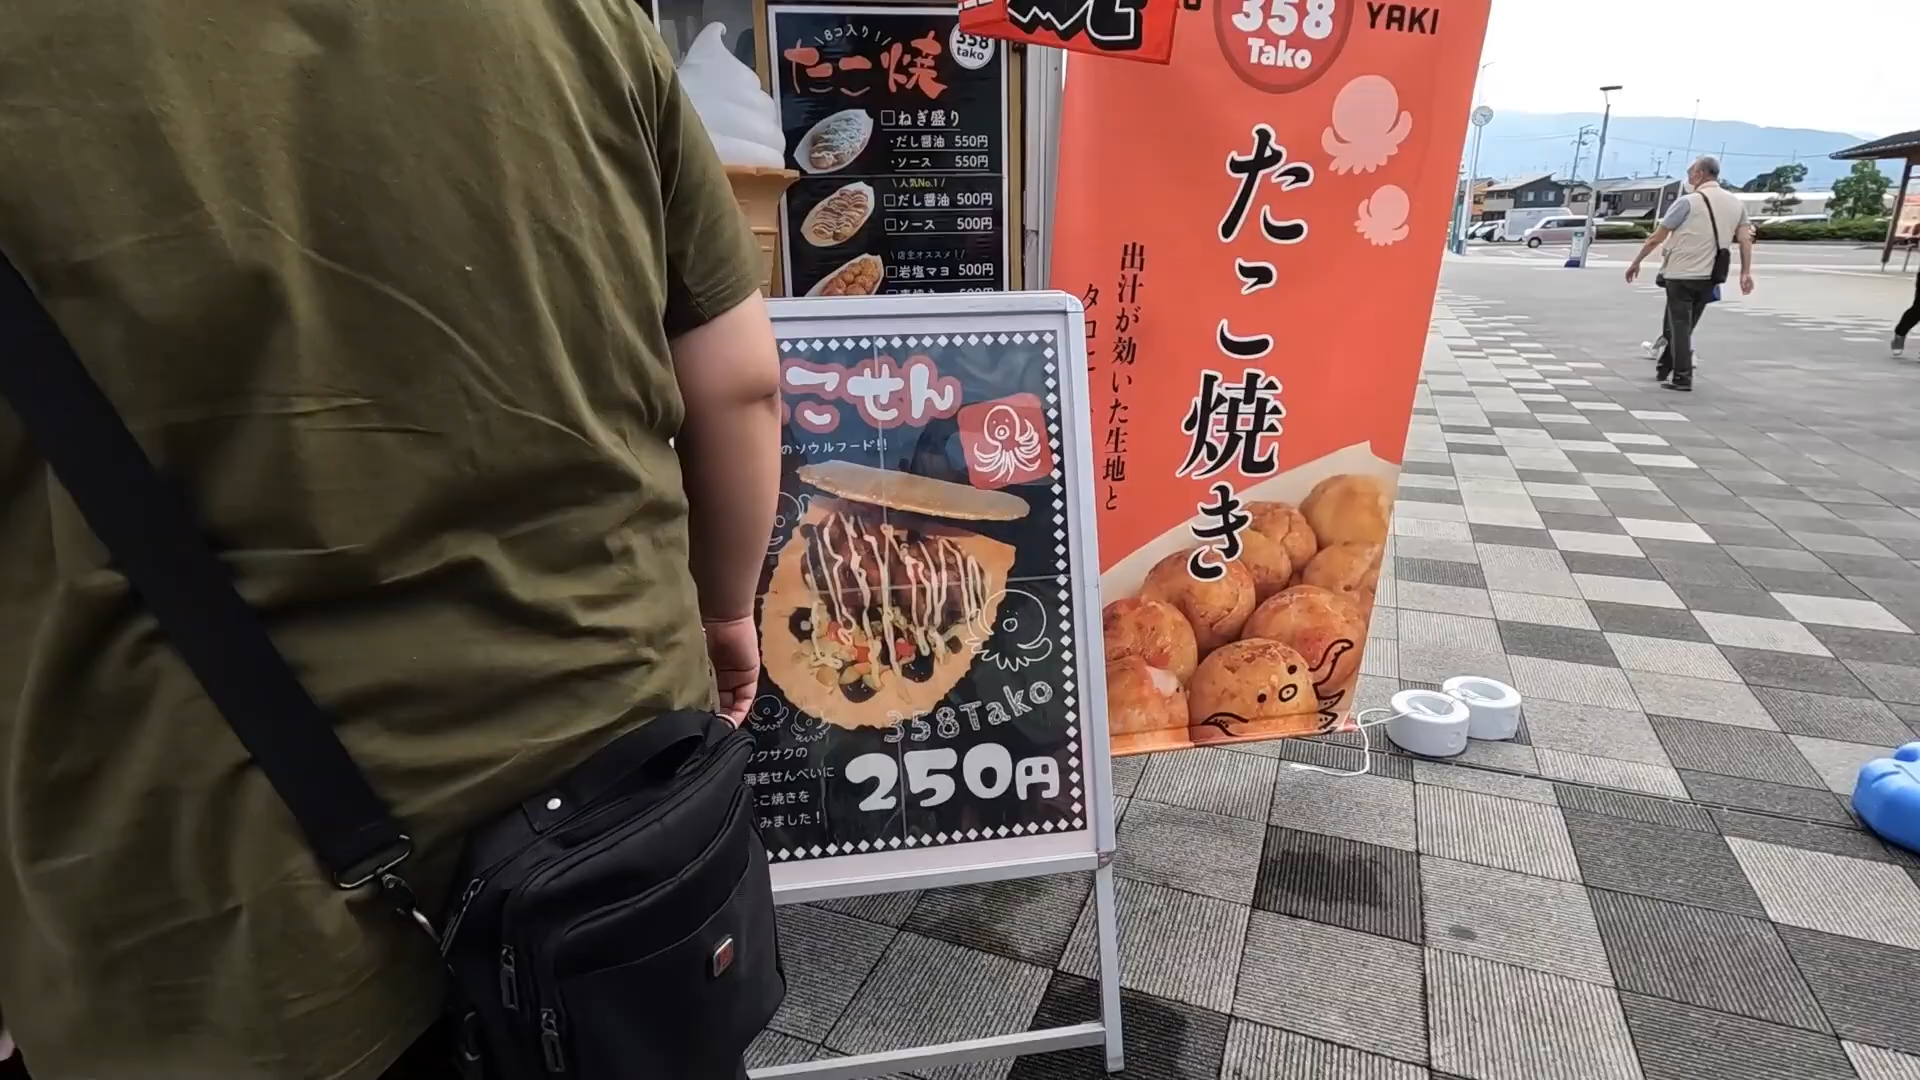 8コ入り!
たこ焼
358
tako
ねぎ盛り
・だし醤油 550円
・ソース 550円
人気No.1
だし醤油 500円
ソース 500円
店主オススメ!
岩塩マヨ 500円
358
Tako
YAKI
たこ焼き
出汁が効いた生地と
タコ
こせん
のソウルフード!!
358Tako
250円
クサクの
海老せんべいに
こ焼きを
みました!